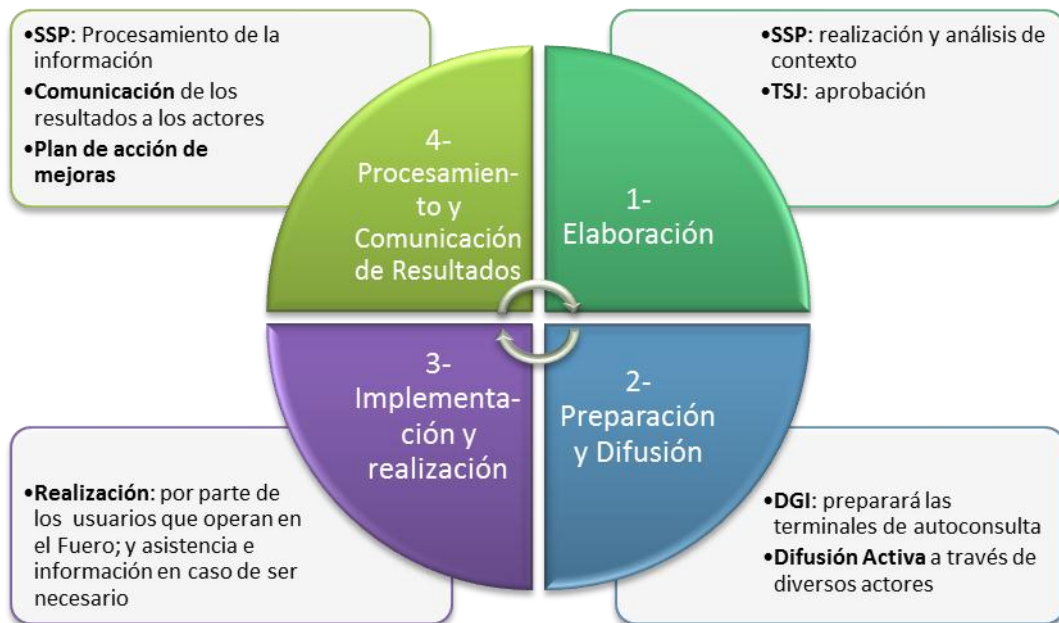 •SSP: Procesamiento de la
información
•Comunicación de los
resultados a los actores
•Plan de acción de
mejoras
•SSP: realización y análisis de
contexto
•TSJ: aprobación
4-
Procesamien-
to y
Comunicación
de Resultados
1-
Elaboración
3-
Implementa-
ción y
realización
2-
Preparación
y Difusión
•Realización: por parte de
los usuarios que operan en
el Fuero; y asistencia e
información en caso de ser
necesario
•DGI: preparará las
terminales de autoconsulta
•Difusión Activa a través de
diversos actores